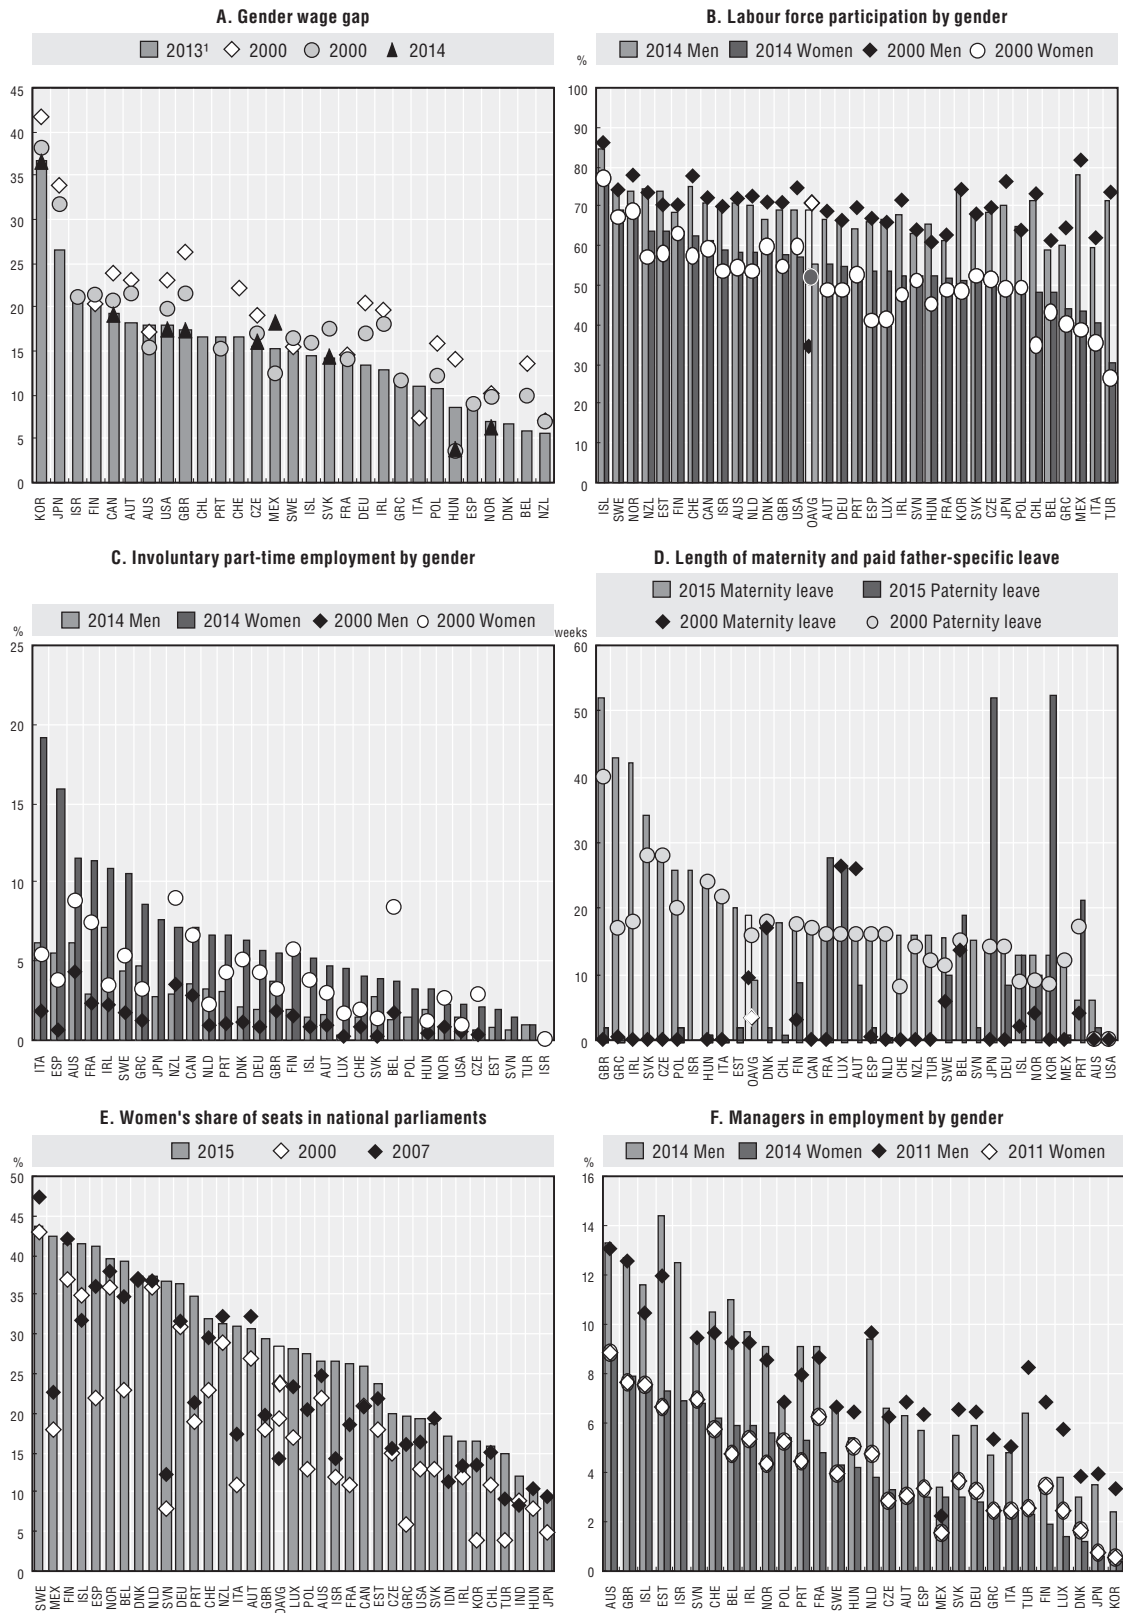 A. Gender wage gap
2013¹ 2000 2000 2014
45
40
35
30
25
20
15
10
5
0
KOR JPN ISR FIN CAN AUT AUS USA GBR CHL PRT CHE CZE MEX SWE ISL SVK FRA DEU IRL GRC ITA POL HUN ESP NOR DNK BEL NZL
B. Labour force participation by gender
2014 Men 2014 Women 2000 Men 2000 Women
%
100
90
80
70
60
50
40
30
20
10
0
ISL SWE NOR NZL EST FIN CHE CAN ISR AUS NLD DNK GBR USA OAVG AUT DEU PRT ESP LUX IRL SVN HUN FRA KOR SVK CZE JPN POL CHL BEL GRC MEX ITA TUR
C. Involuntary part-time employment by gender
2014 Men 2014 Women 2000 Men 2000 Women
%
25
20
15
10
5
0
ITA ESP AUS FRA IRL SWE GRC JPN NZL CAN NLD PRT DNK DEU GBR FIN ISL AUT LUX CHE SVK BEL POL HUN NOR USA CZE EST SVN TUR ISR
D. Length of maternity and paid father-specific leave
2015 Maternity leave 2015 Paternity leave
2000 Maternity leave 2000 Paternity leave
weeks
60
50
40
30
20
10
0
GBR GRC IRL SVK CZE POL ISR HUN ITA EST OAVG DNK CHL FIN CAN FRA LUX AUT ESP NLD CHE NZL TUR SWE BEL SVN JPN DEU ISL NOR KOR MEX PRT AUS USA
E. Women's share of seats in national parliaments
2015 2000 2007
%
50
45
40
35
30
25
20
15
10
5
0
SWE MEX FIN ISL ESP NOR BEL DNK NLD SVN DEU PRT CHE NZL ITA AUT GBR OAVG LUX POL AUS ISR FRA CAN EST CZE GRC USA SVK IDN IRL KOR CHL TUR IND HUN JPN
F. Managers in employment by gender
2014 Men 2014 Women 2011 Men 2011 Women
%
16
14
12
10
8
6
4
2
0
AUS GBR ISL EST ISR SVN CHE BEL IRL NOR POL PRT FRA SWE HUN NLD CZE AUT ESP MEX SVK DEU GRC ITA TUR FIN LUX DNK JPN KOR